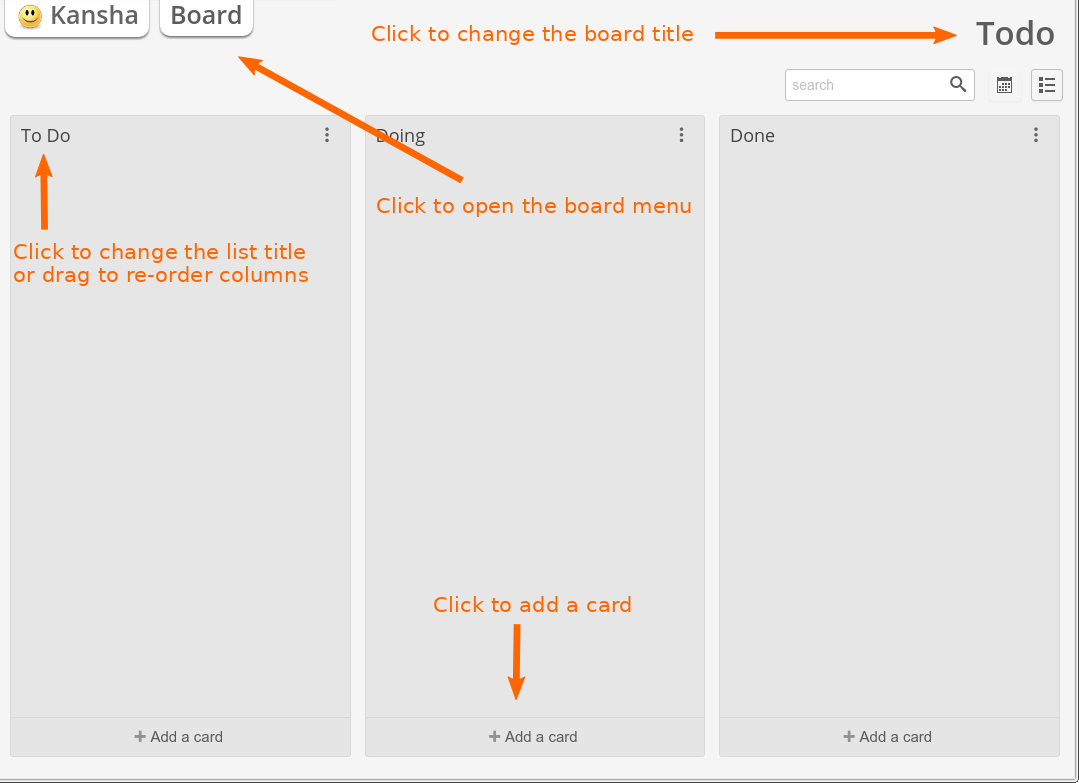 Kansha
Board
Click to change the board title
Todo
search
To Do
Doing
Done
Click to open the board menu
Click to change the list title
or drag to re-order columns
Click to add a card
Add a card
Add a card
Add a card